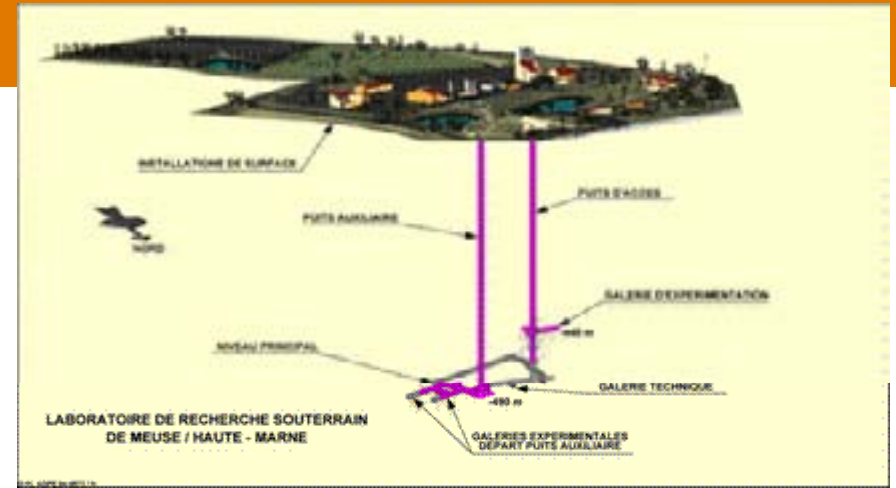 INSTALLATIONS DE SURFACE
PUITS D'ACCES
PUITS AUXILIAIRE
NORD
GALERIE D'EXPERIMENTATION
NIVEAU PRINCIPAL
GALERIE TECHNIQUE
-490 m
LABORATOIRE DE RECHERCHE SOUTERRAIN
DE MEUSE / HAUTE - MARNE
GALERIES EXPERIMENTALES
DEPART PUITS AUXILIAIRE